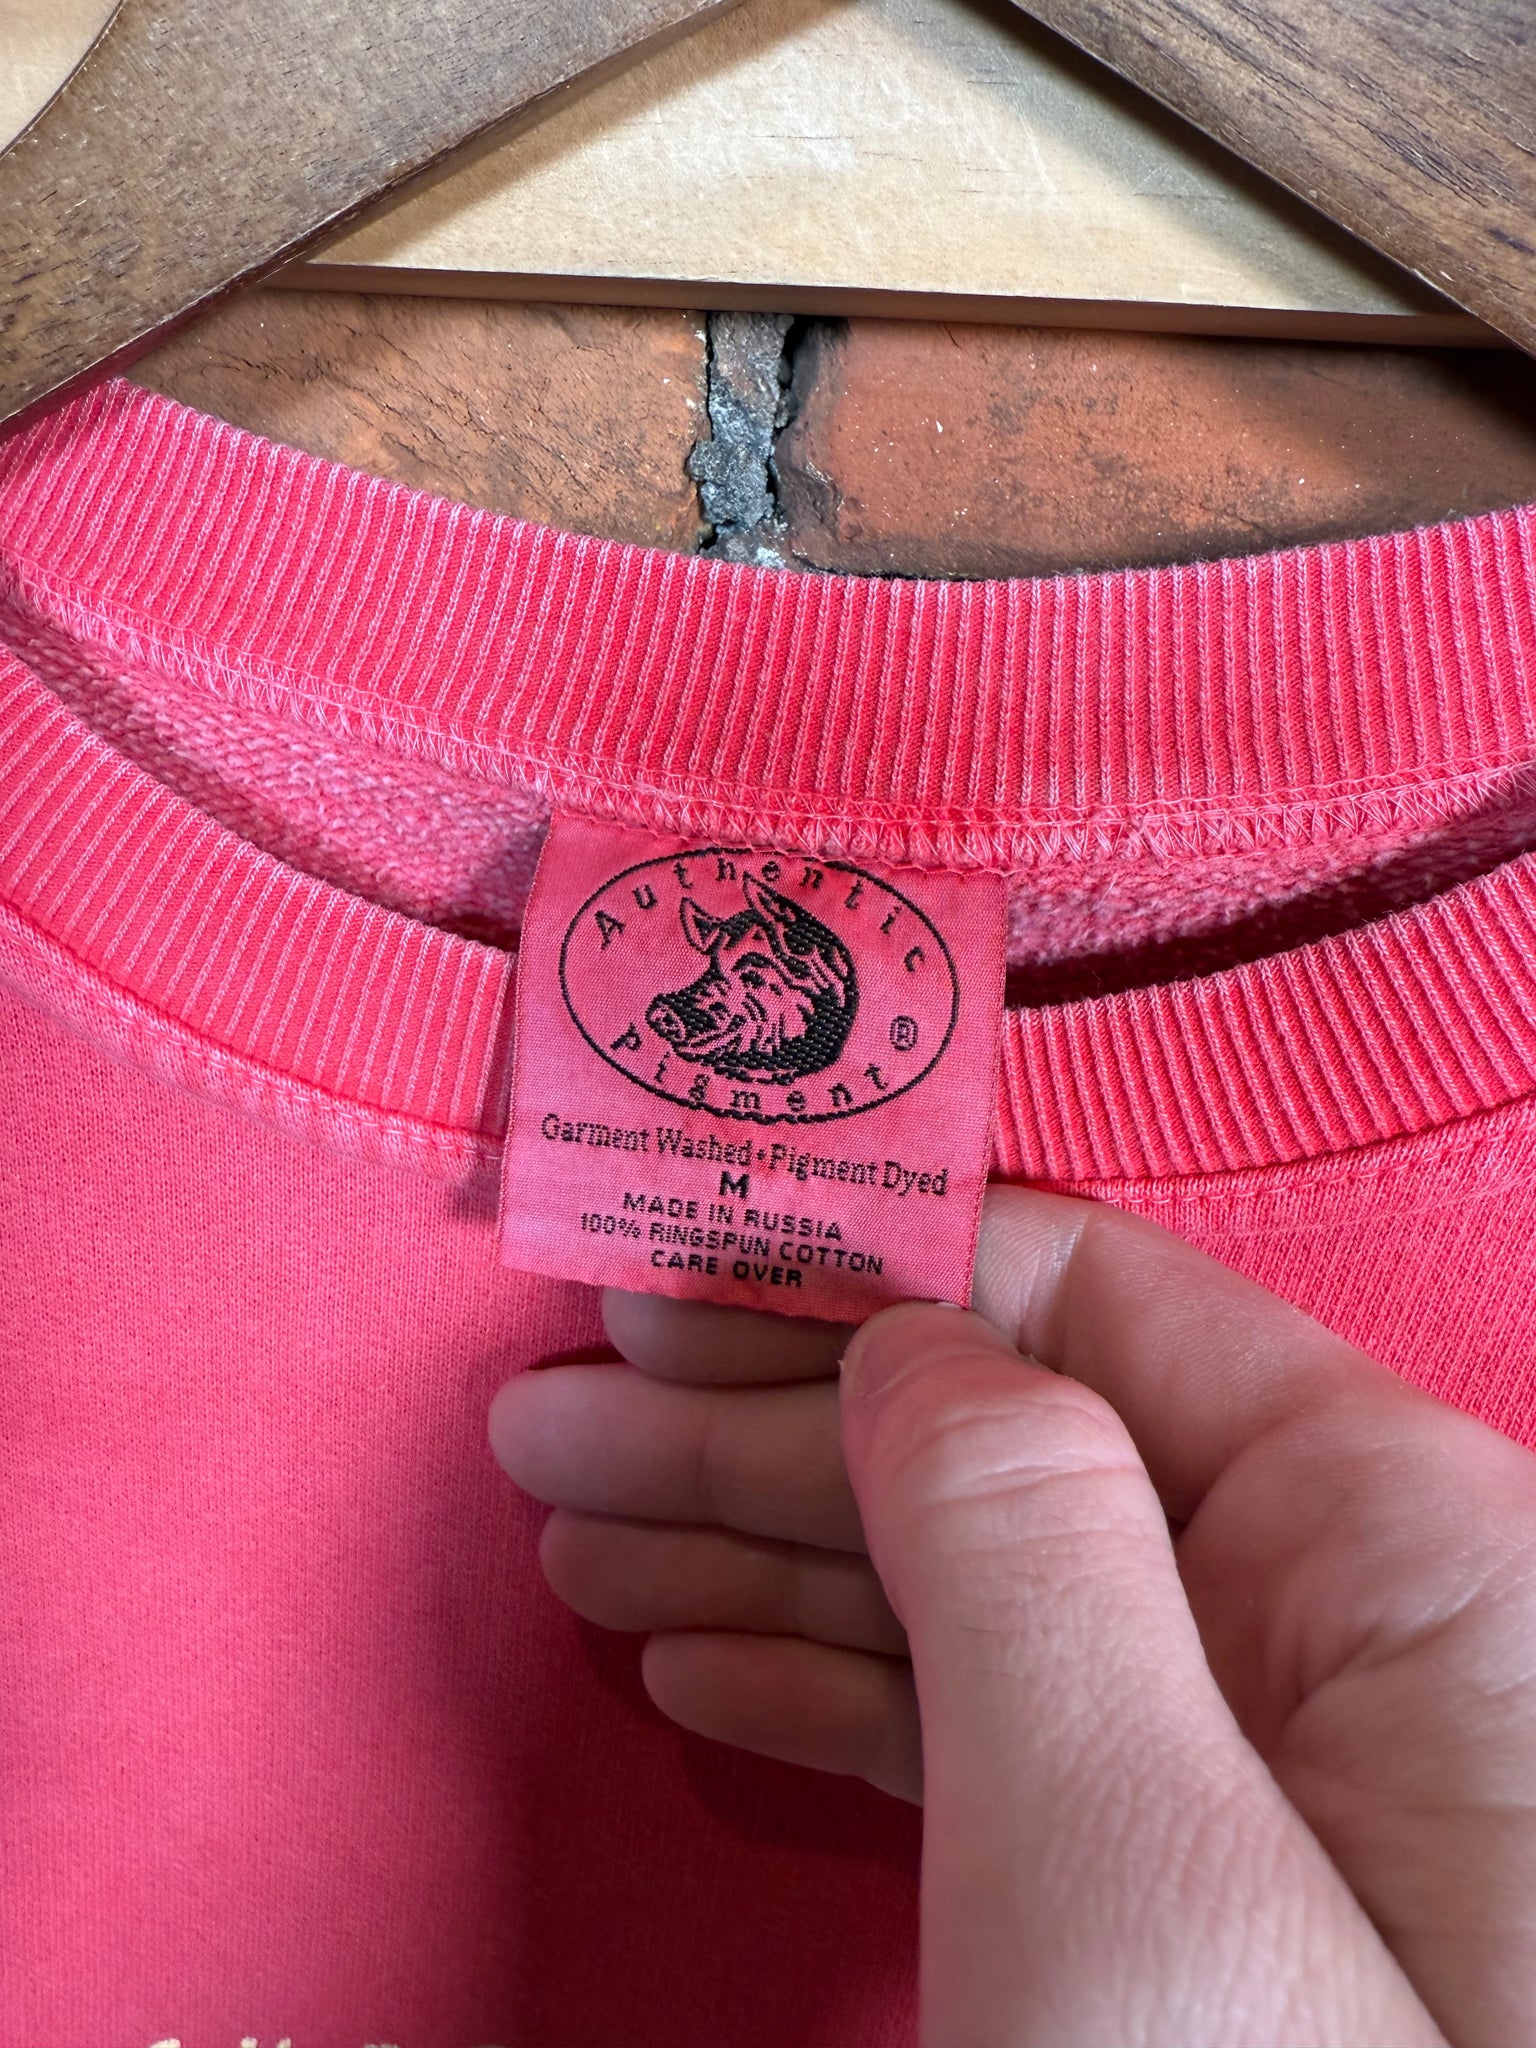 Authentic
Pigment ®
Garment Washed • Pigment Dyed
M
MADE IN RUSSIA
100% RINGSPUN COTTON
CARE OVER